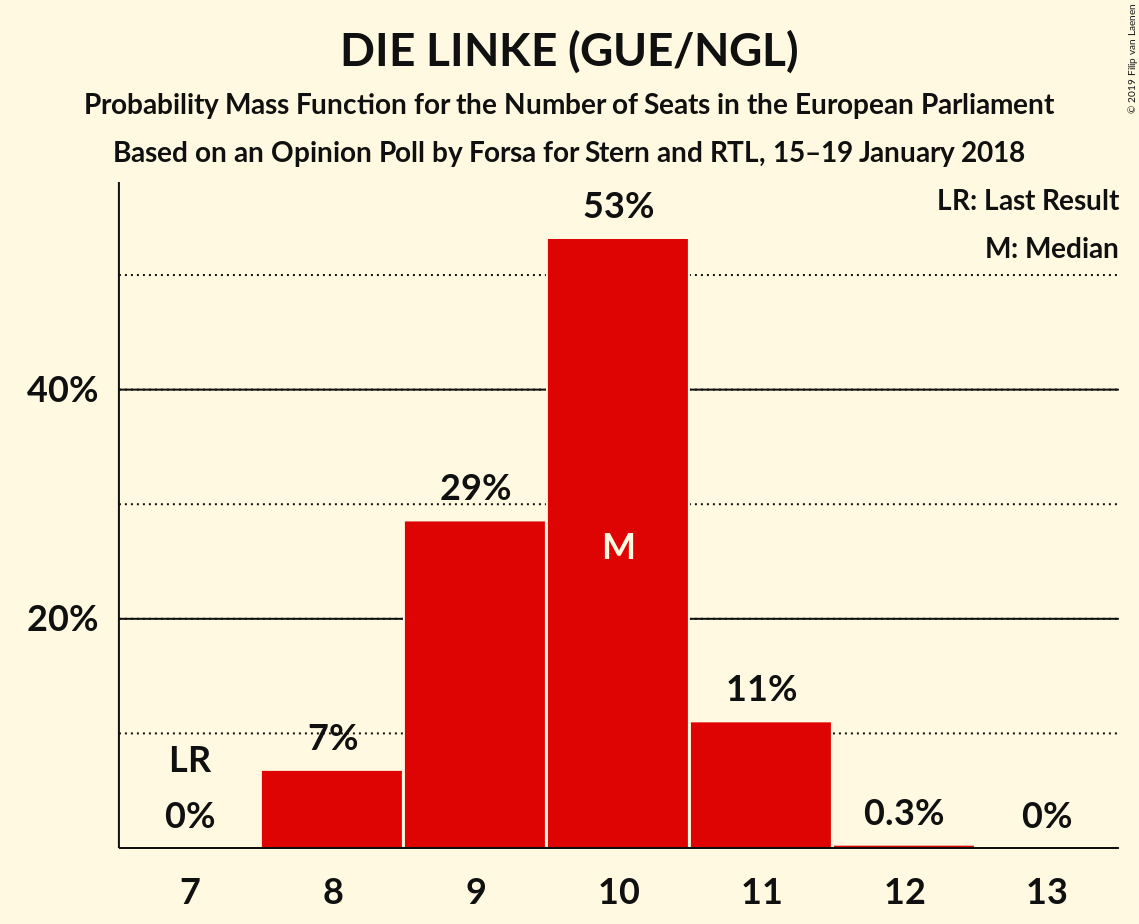 DIE LINKE (GUE/NGL)
Probability Mass Function for the Number of Seats in the European Parliament
Based on an Opinion Poll by Forsa for Stern and RTL, 15–19 January 2018
© 2019 Filip van Laenen
LR: Last Result
M: Median
53%
40%
29%
M
20%
11%
7%
LR
0%
0.3%
0%
7 8 9 10 11 12 13